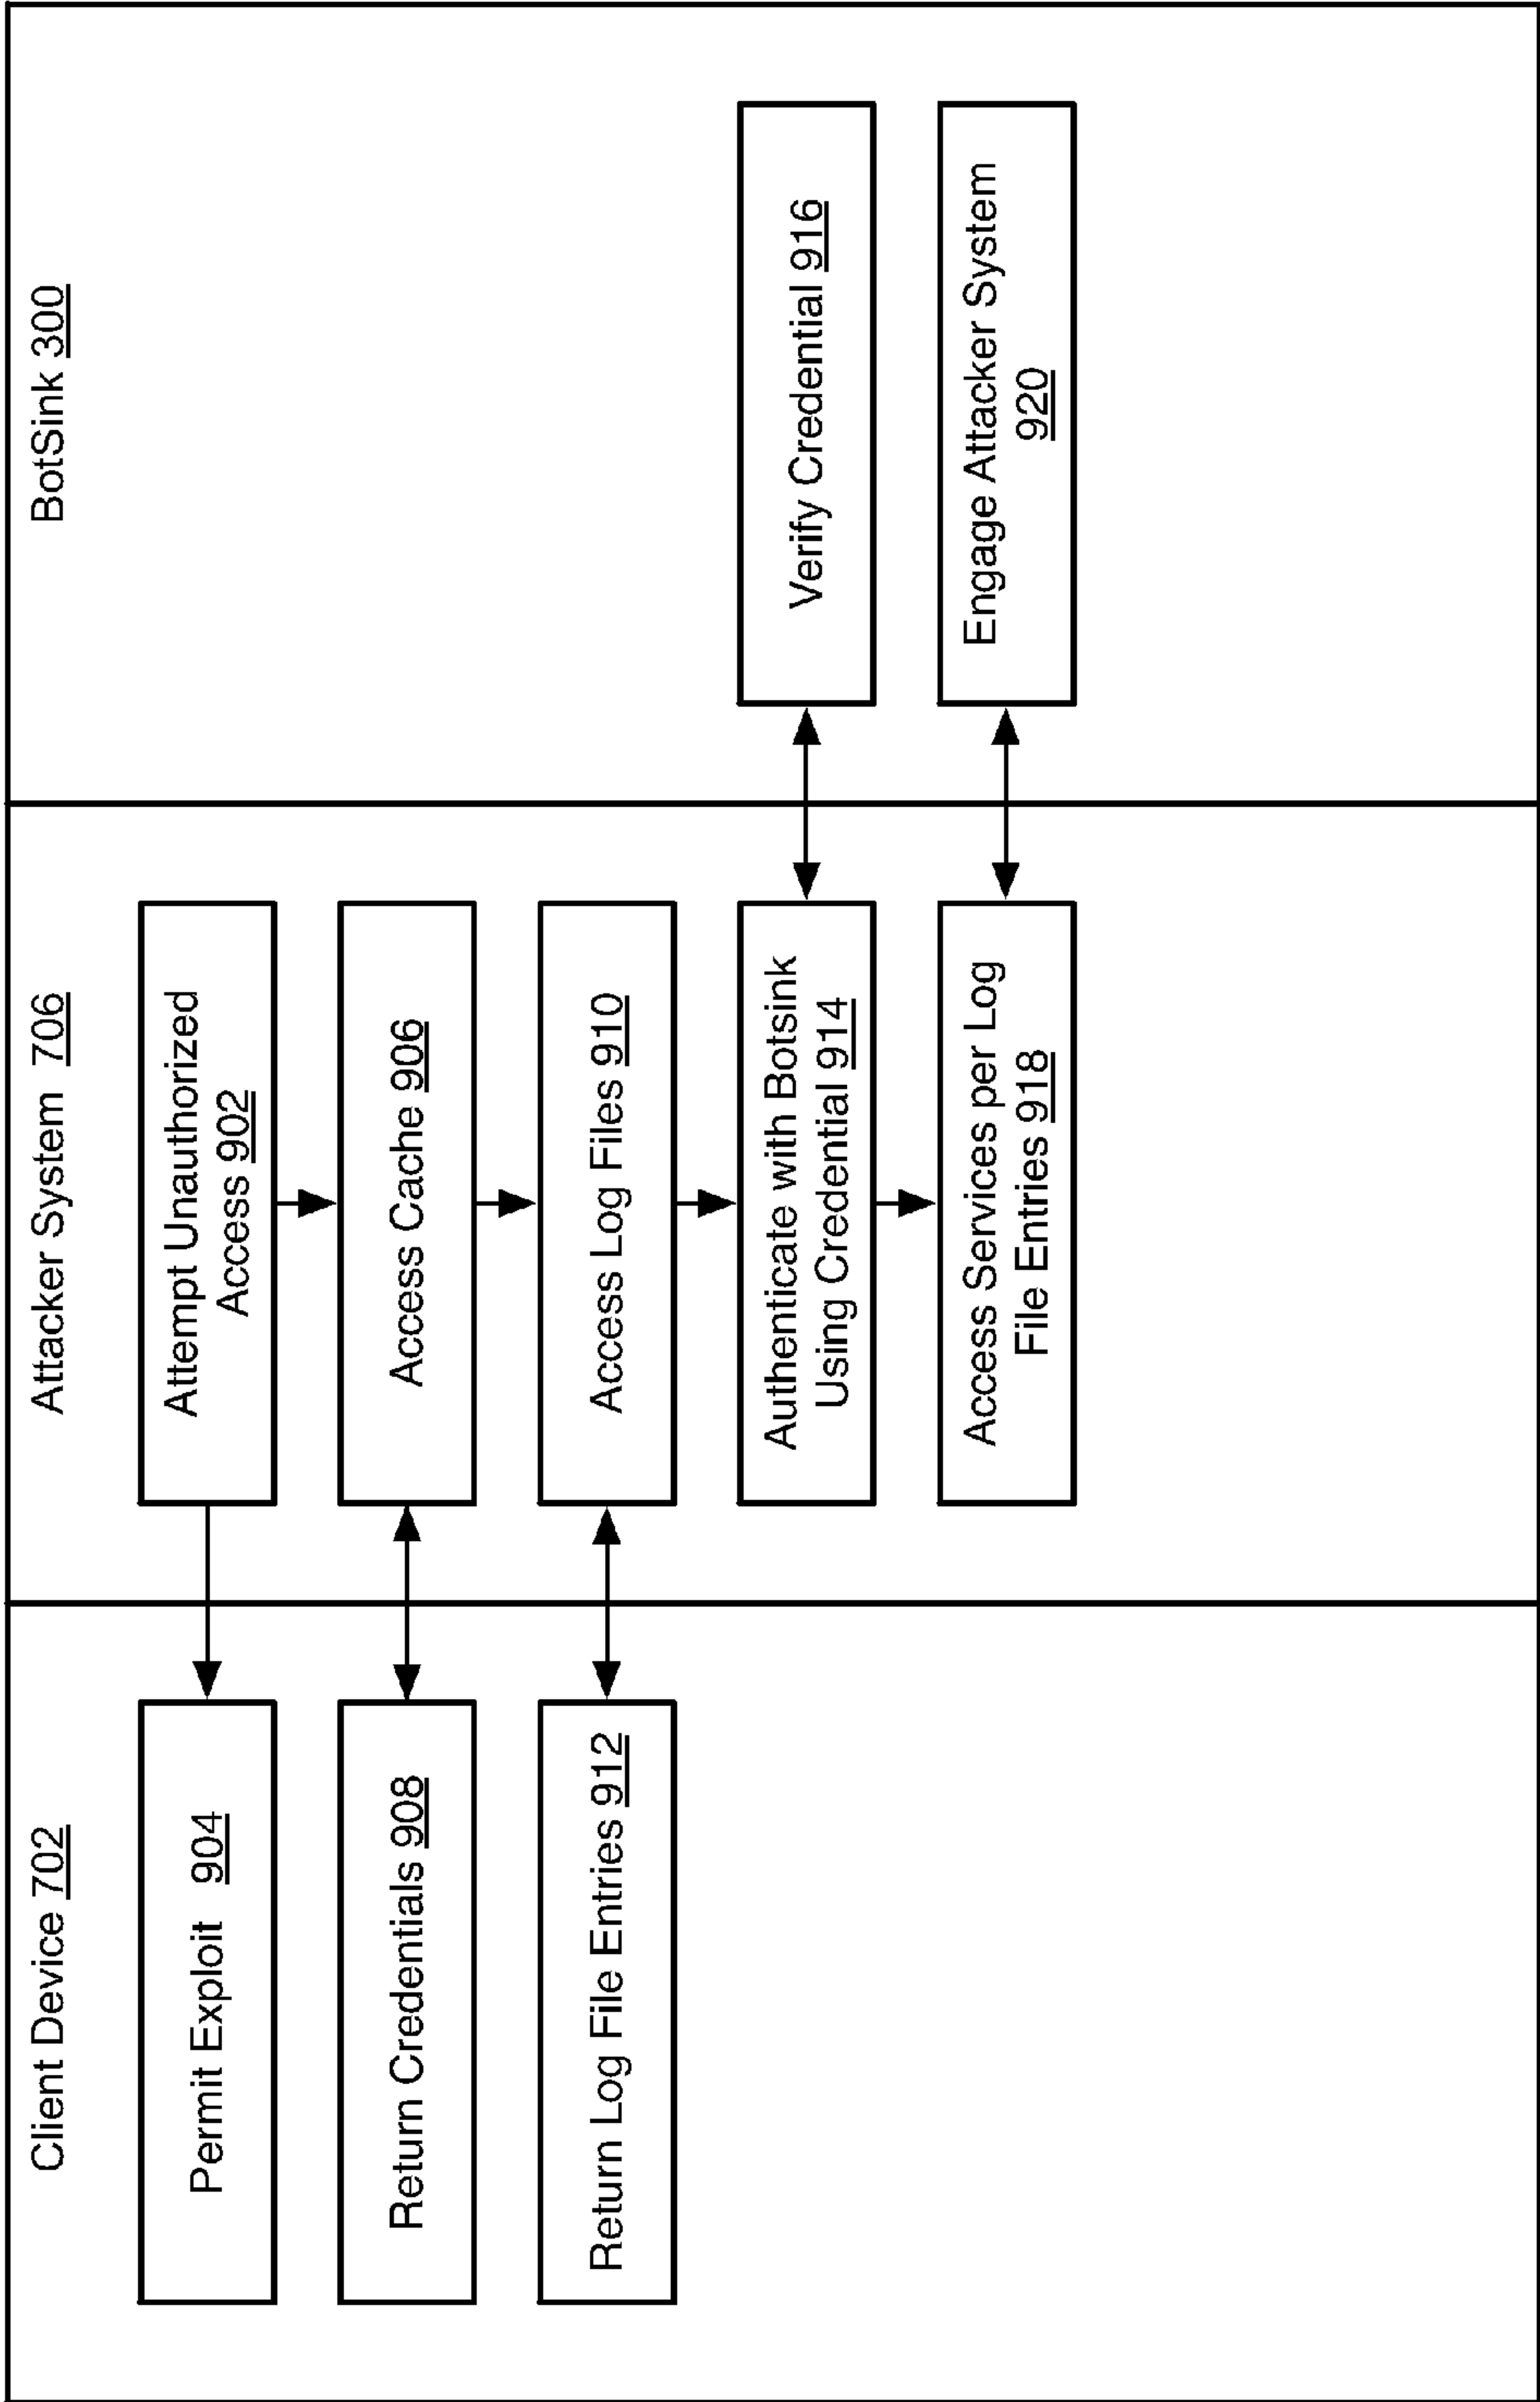 Client Device 702
Attacker System 706
BotSink 300
Permit Exploit 904
Attempt Unauthorized
Access 902
Return Credentials 908
Access Cache 906
Return Log File Entries 912
Access Log Files 910
Authenticate with Botsink
Using Credential 914
Verify Credential 916
Access Services per Log
File Entries 918
Engage Attacker System
920